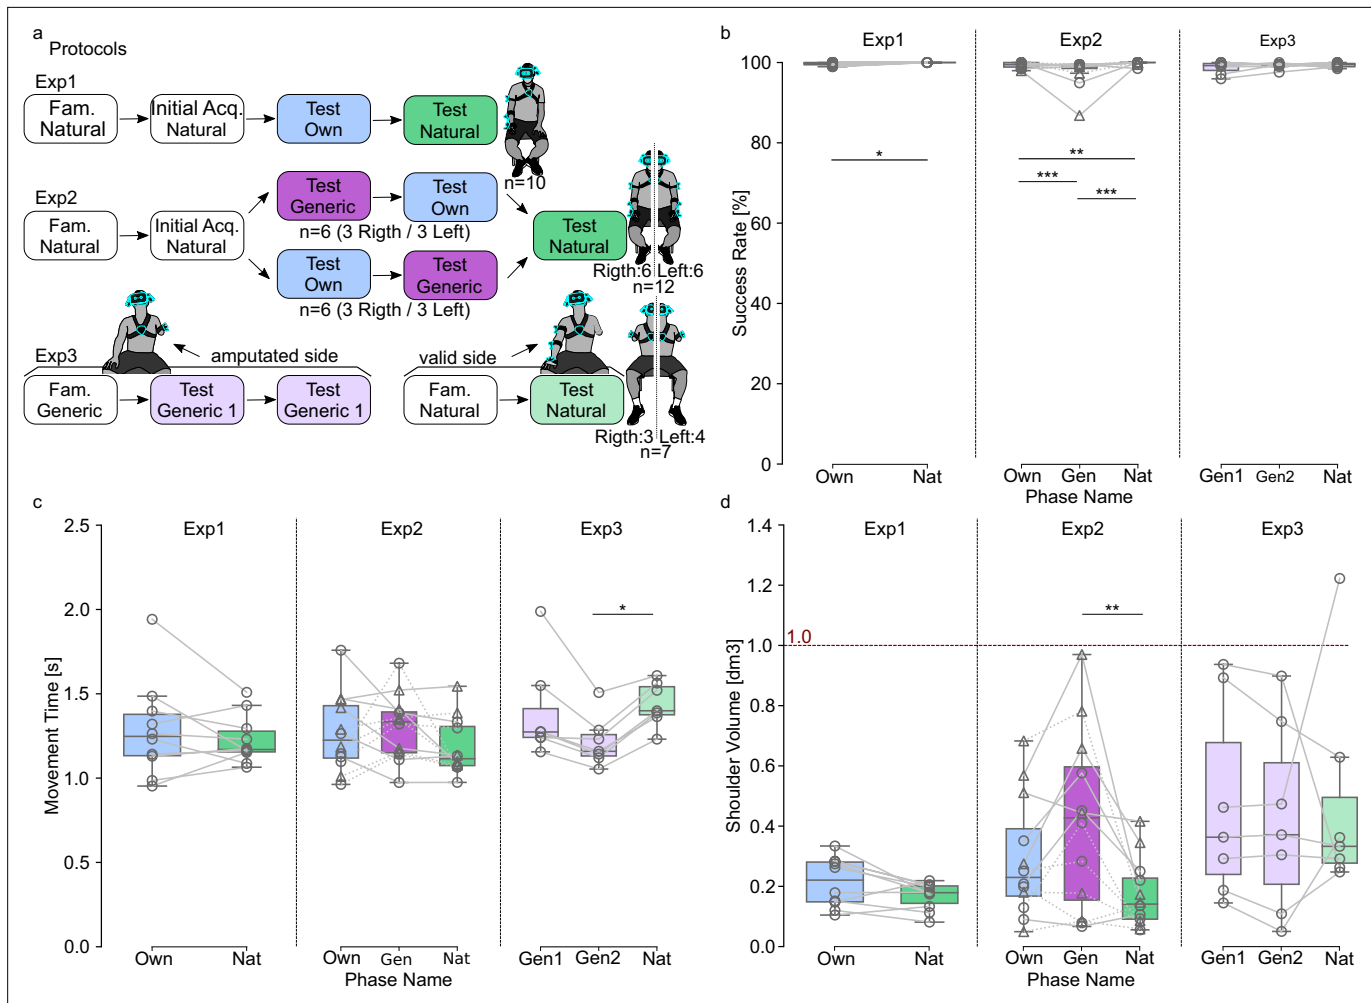 a
Protocols
Exp1
Fam.
Natural
Initial Acq.
Natural
Test
Own
Test
Natural
n=10
Exp2
Fam.
Natural
Initial Acq.
Natural
Test
Generic
Test
Own
n=6 (3 Rigth / 3 Left)
Test
Own
Test
Generic
n=6 (3 Rigth / 3 Left)
Test
Natural
Rigth:6 Left:6
n=12
Exp3
amputated side
valid side
Fam.
Generic
Test
Generic 1
Test
Generic 1
Fam.
Natural
Test
Natural
Rigth:3 Left:4
n=7
b
Exp1
Exp2
Exp3
Success Rate [%]
100
80
60
40
20
0
*
**
***
***
Own
Nat
Own
Gen
Nat
Gen1
Gen2
Nat
Phase Name
c
Exp1
Exp2
Exp3
Movement Time [s]
2.5
2.0
1.5
1.0
0.5
0.0
*
Own
Nat
Own
Gen
Nat
Gen1
Gen2
Nat
Phase Name
d
Exp1
Exp2
Exp3
Shoulder Volume [dm3]
1.4
1.2
1.0
0.8
0.6
0.4
0.2
0.0
1.0
**
Own
Nat
Own
Gen
Nat
Gen1
Gen2
Nat
Phase Name